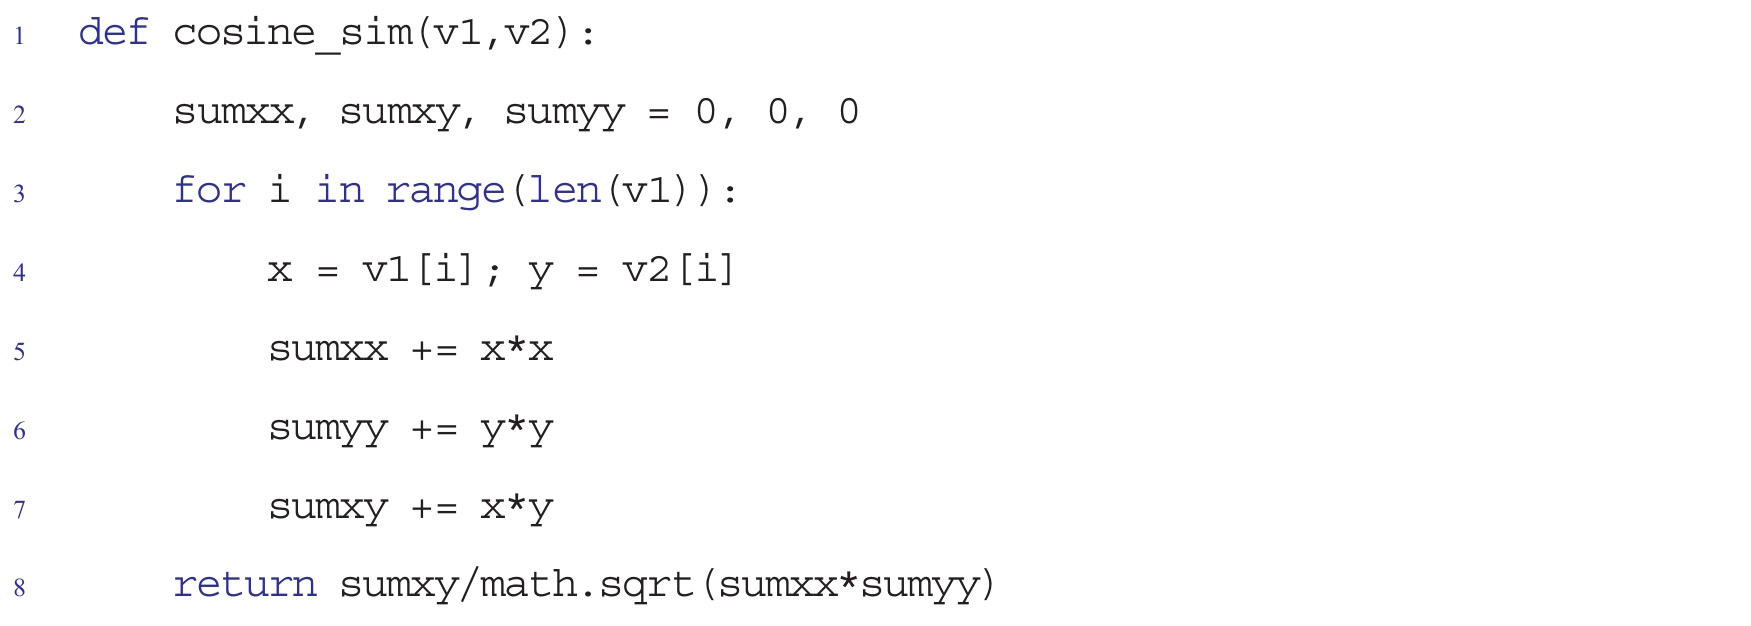 1 def cosine_sim(v1,v2):
2     sumxx, sumxy, sumyy = 0, 0, 0
3     for i in range(len(v1)):
4         x = v1[i]; y = v2[i]
5         sumxx += x*x
6         sumyy += y*y
7         sumxy += x*y
8     return sumxy/math.sqrt(sumxx*sumyy)